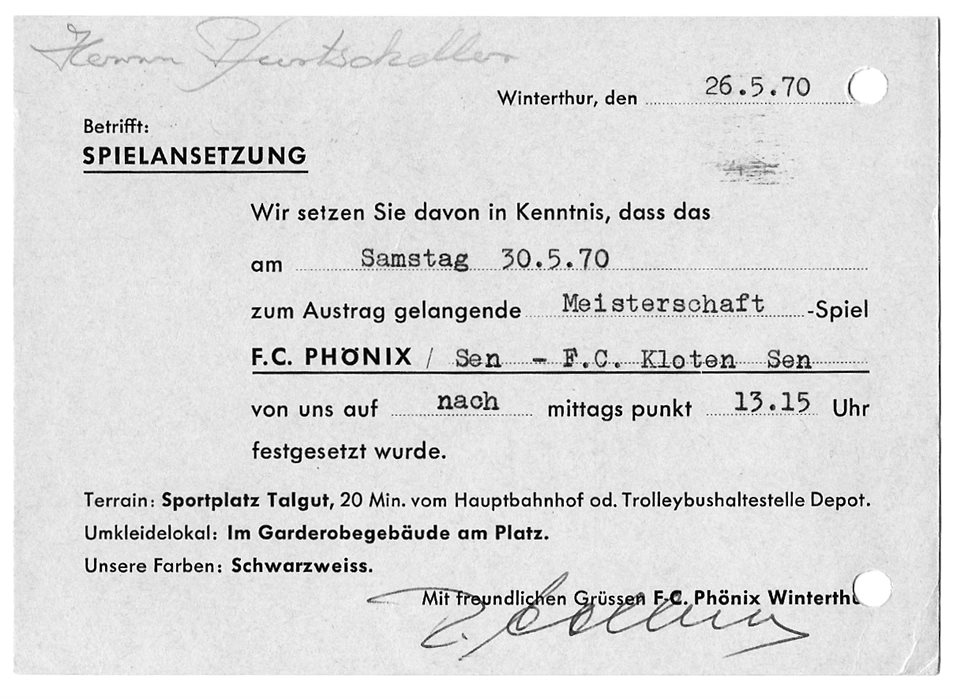 Herrn Pfurtscheller
Winterthur, den 26.5.70
Betrifft:
SPIELANSETZUNG
Wir setzen Sie davon in Kenntnis, dass das
am Samstag 30.5.70
zum Austrag gelangende Meisterschaft -Spiel
F.C. PHÖNIX / Sen - F.C. Kloten Sen
von uns auf nach mittags punkt 13.15 Uhr
festgesetzt wurde.
Terrain: Sportplatz Talgut, 20 Min. vom Hauptbahnhof od. Trolleybushaltestelle Depot.
Umkleidelokal: Im Garderobegebäude am Platz.
Unsere Farben: Schwarzweiss.
Mit freundlichen Grüssen F.C. Phönix Winterthu